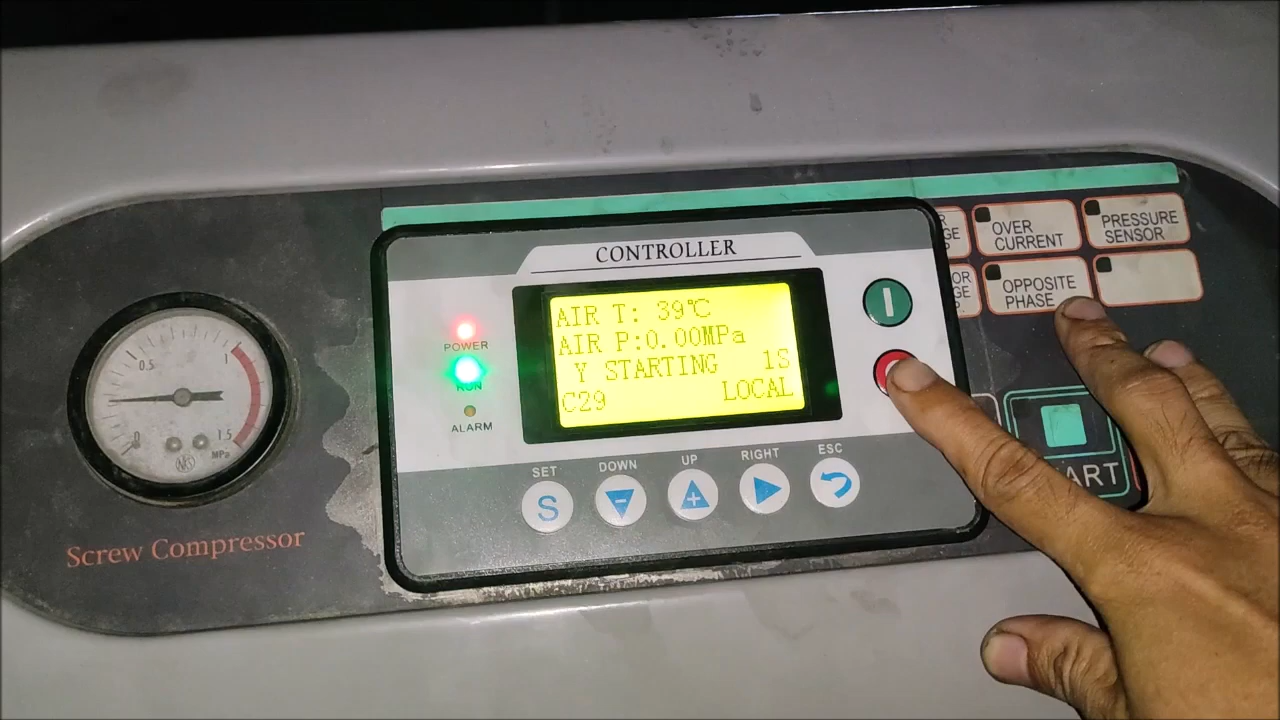 CONTROLLER
AIR T: 39℃
AIR P:0.00MPa
Y STARTING 1S
C29 LOCAL
POWER
RUN
ALARM
SET
DOWN
UP
RIGHT
ESC
S
OVER
CURRENT
PRESSURE
SENSOR
OPPOSITE
PHASE
0
0.5
1
1.5
MPa
Screw Compressor